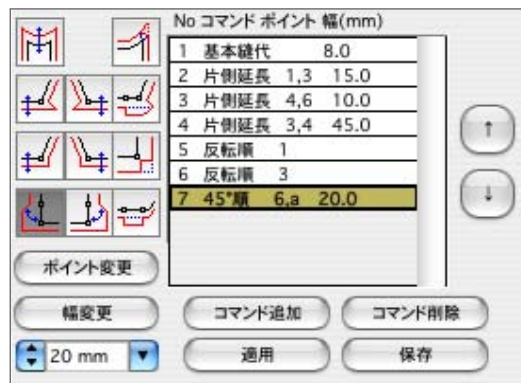 No コマンド ポイント 幅(mm)
1 基本縫代 8.0
2 片側延長 1,3 15.0
3 片側延長 4,6 10.0
4 片側延長 3,4 45.0
5 反転順 1
6 反転順 3
7 45°順 6,a 20.0
ポイント変更
幅変更
コマンド追加
コマンド削除
20 mm
適用
保存